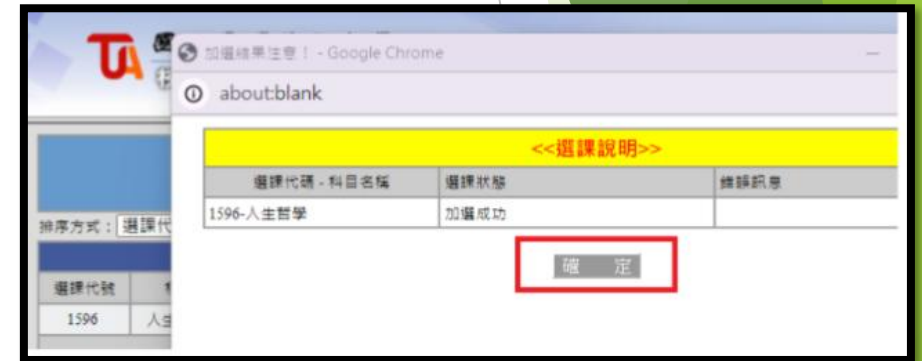 加選結果注意！ - Google Chrome
about:blank
<<選課說明>>
選課代碼 - 科目名稱 選課狀態 錯誤訊息
1596-人生哲學 加選成功
確 定
排序方式： 選課代
選課代號
1596 人生